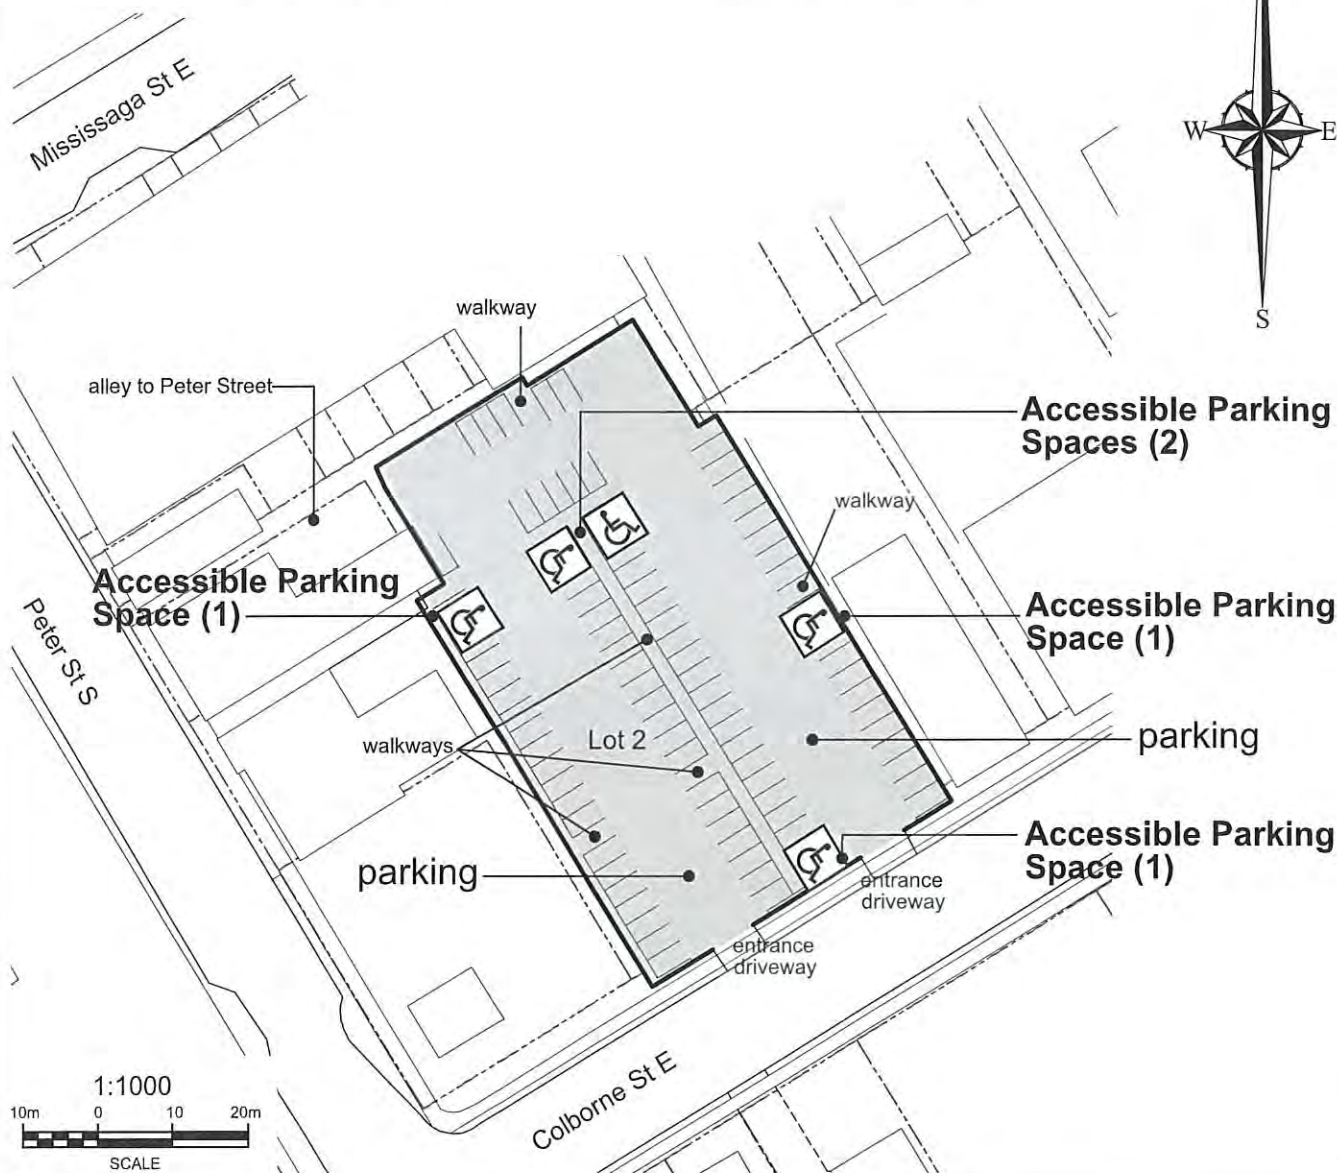 Mississaga St E
W
E
S
walkway
alley to Peter Street
Accessible Parking
Spaces (2)
walkway
Accessible Parking
Space (1)
Accessible Parking
Space (1)
Peter St S
walkways
Lot 2
parking
parking
Accessible Parking
Space (1)
entrance
driveway
entrance
driveway
Colborne St E
1:1000
10m 0 10 20m
SCALE